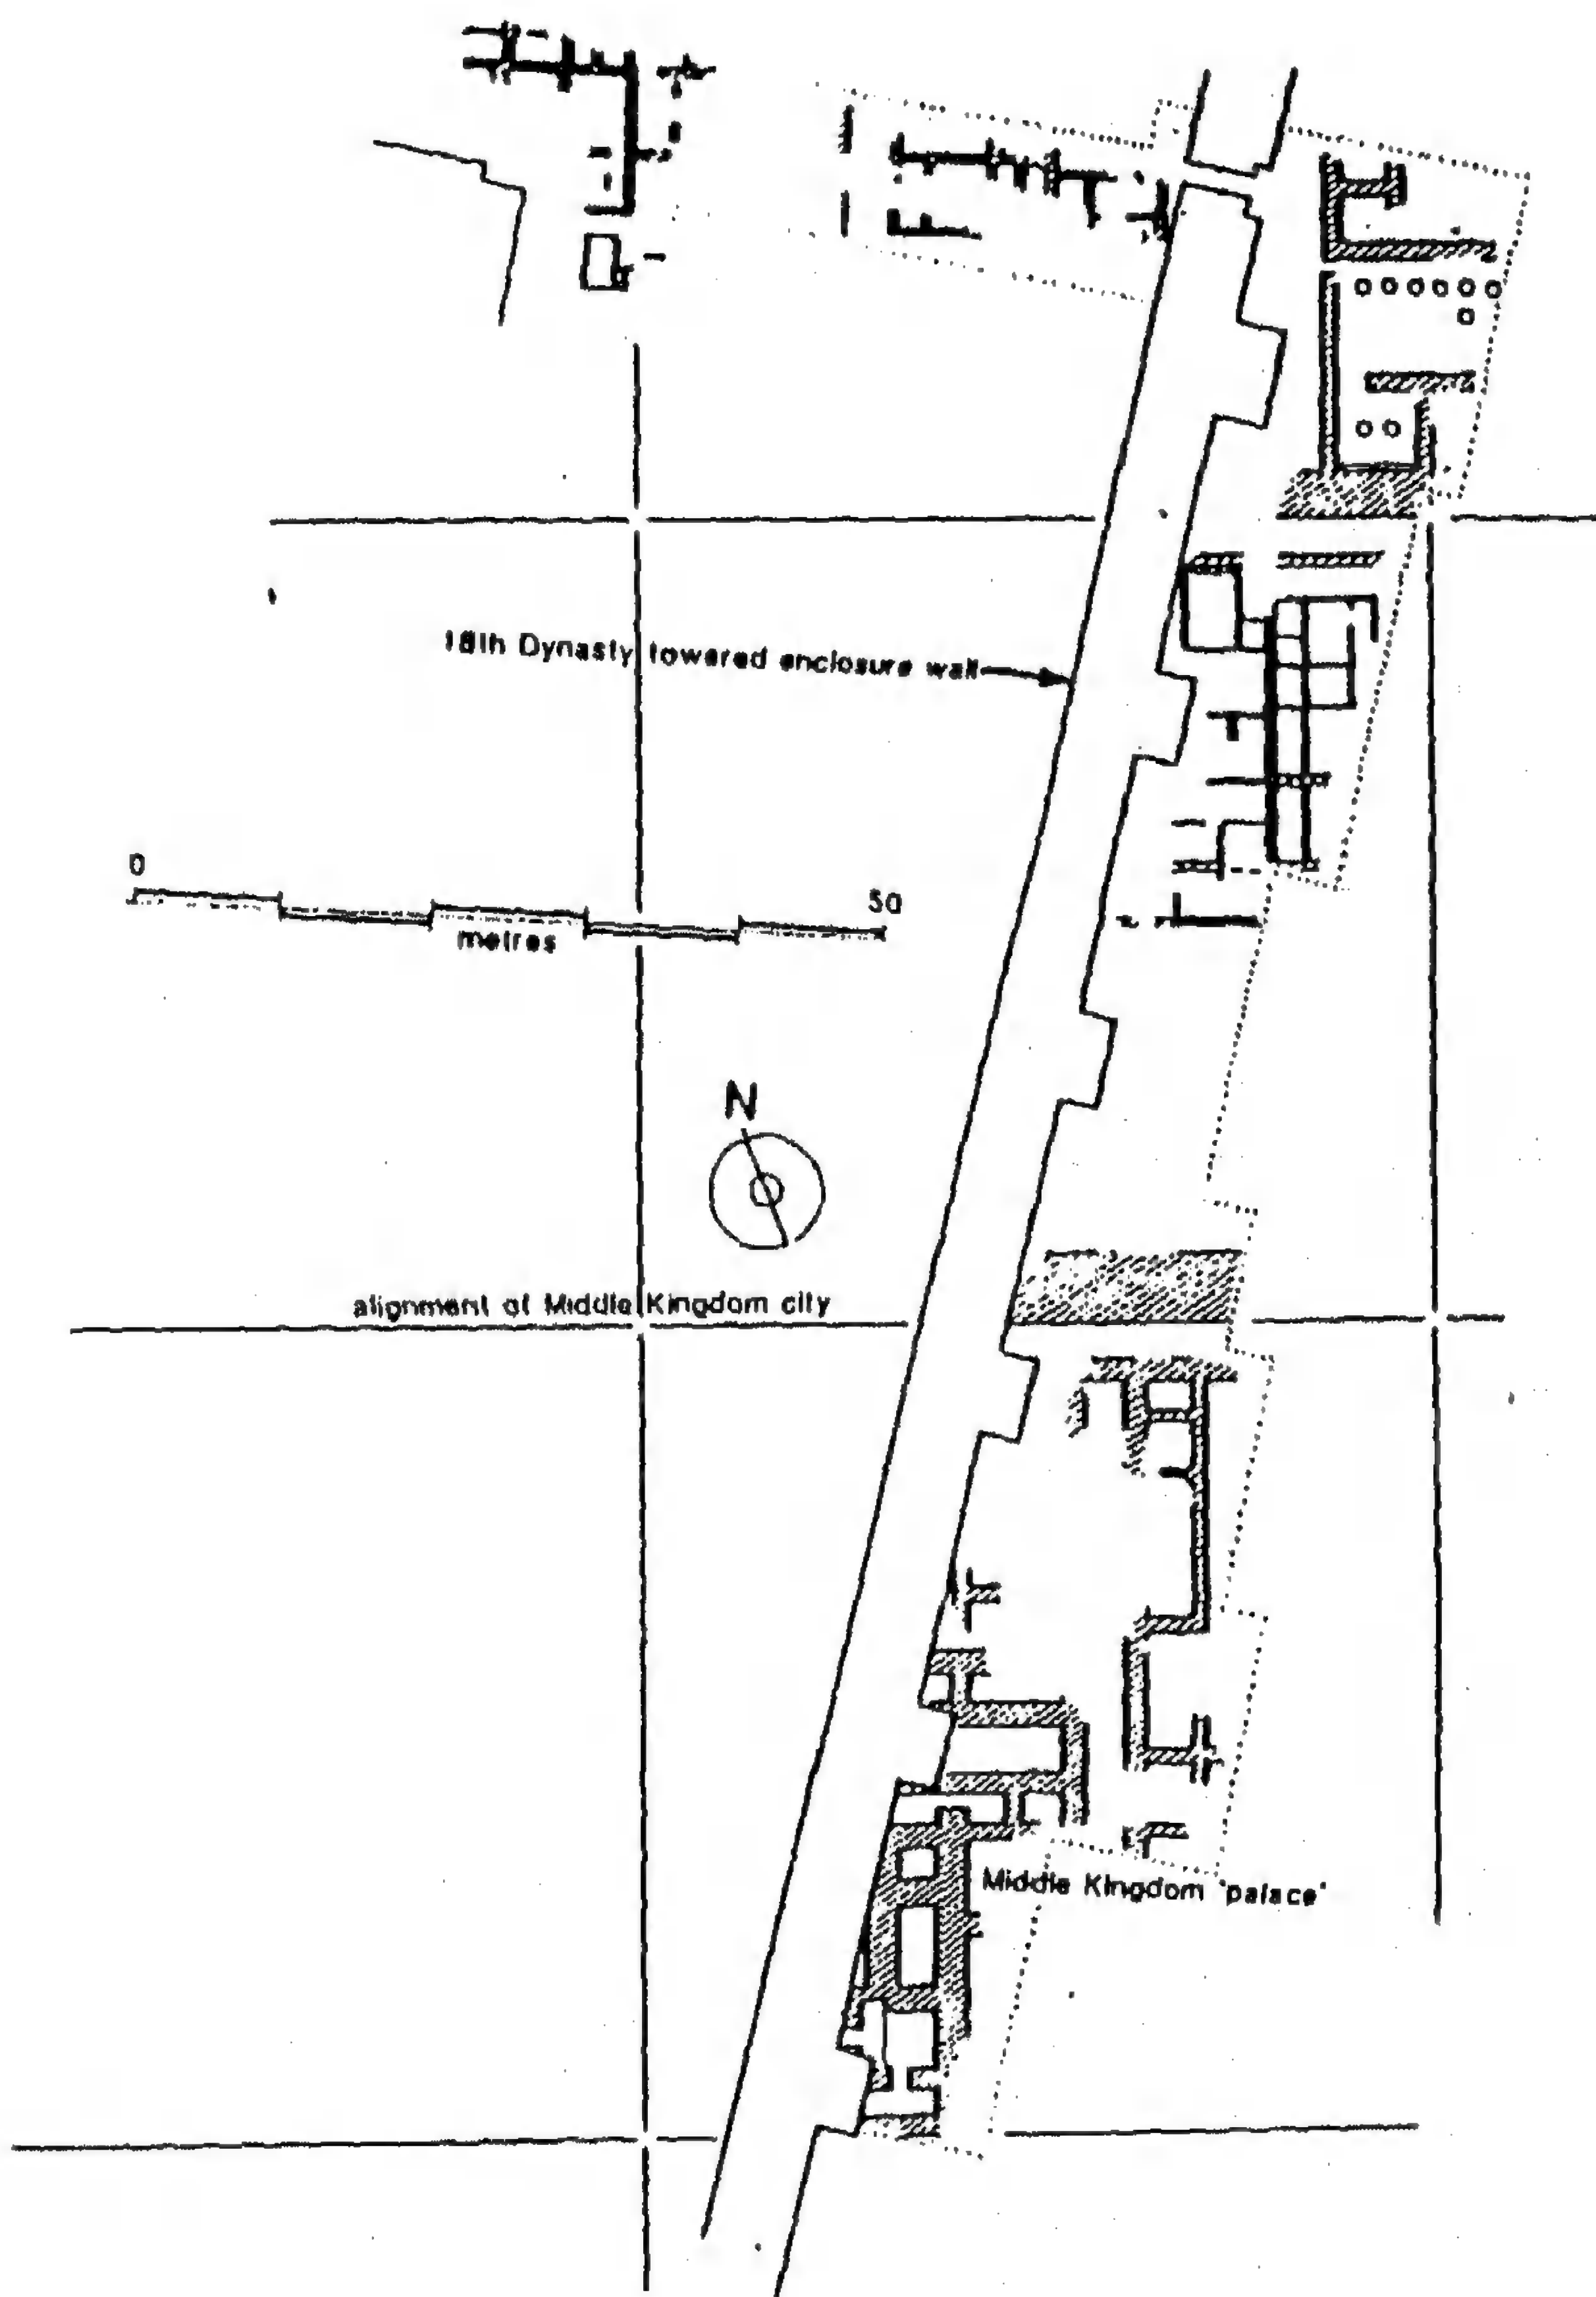 18th Dynasty towered enclosure wall
0
50
metres
N
alignment of Middle Kingdom city
Middle Kingdom 'palace'